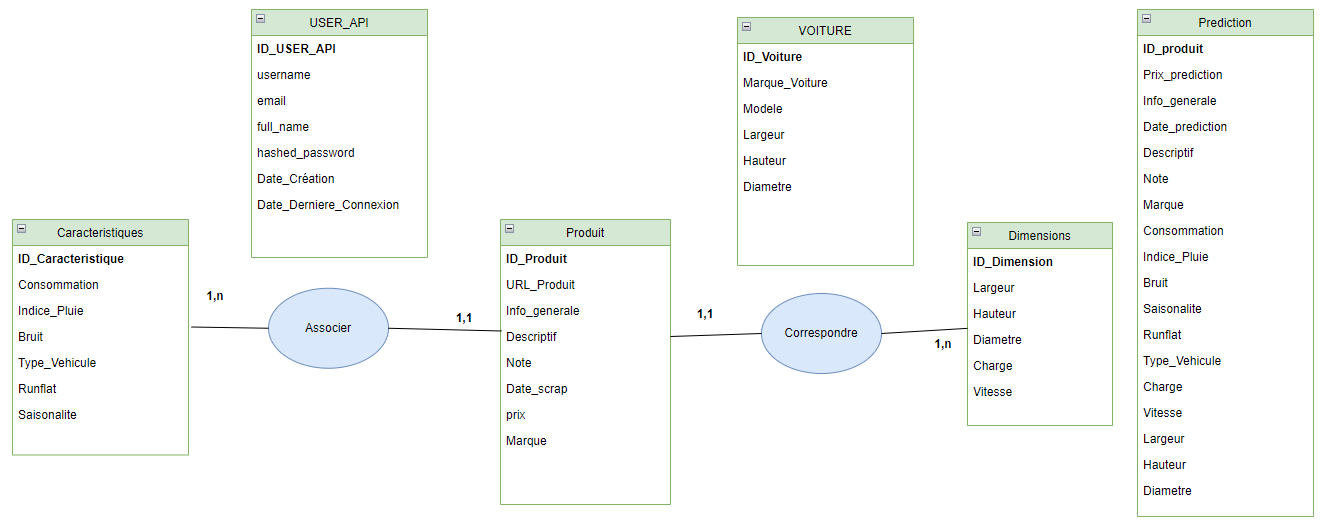 USER_API
ID_USER_API
username
email
full_name
hashed_password
Date_Création
Date_Derniere_Connexion
VOITURE
ID_Voiture
Marque_Voiture
Modele
Largeur
Hauteur
Diametre
Prediction
ID_produit
Prix_prediction
Info_generale
Date_prediction
Descriptif
Note
Marque
Consommation
Indice_Pluie
Bruit
Saisonalite
Runflat
Type_Vehicule
Charge
Vitesse
Largeur
Hauteur
Diametre
Caracteristiques
ID_Caracteristique
Consommation
Indice_Pluie
Bruit
Type_Vehicule
Runflat
Saisonalite
1,n
Associer
1,1
Produit
ID_Produit
URL_Produit
Info_generale
Descriptif
Note
Date_scrap
prix
Marque
1,1
Correspondre
1,n
Dimensions
ID_Dimension
Largeur
Hauteur
Diametre
Charge
Vitesse